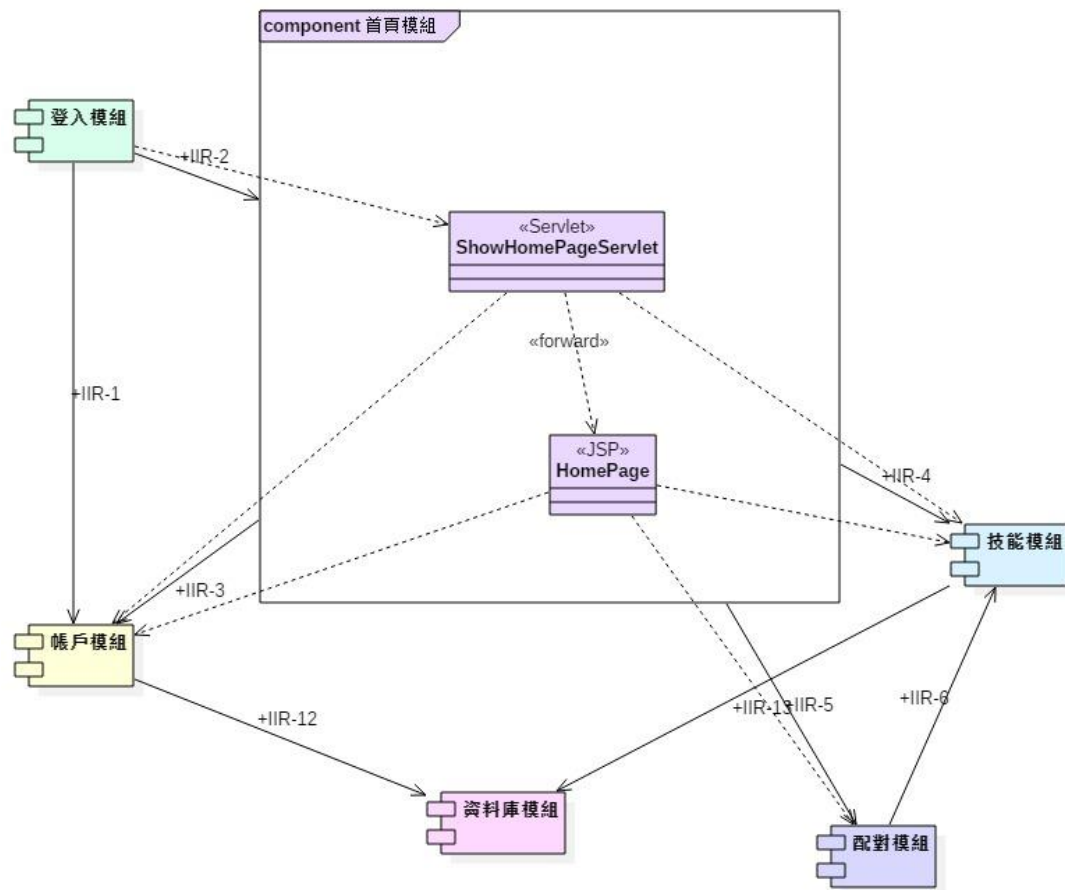 component 首頁模組
登入模組
+IIR-2
«Servlet»
ShowHomePageServlet
«forward»
+IIR-1
«JSP»
HomePage
+IIR-4
技能模組
+IIR-3
帳戶模組
+IIR-12
+IIR-13
+IIR-5
+IIR-6
資料庫模組
配對模組